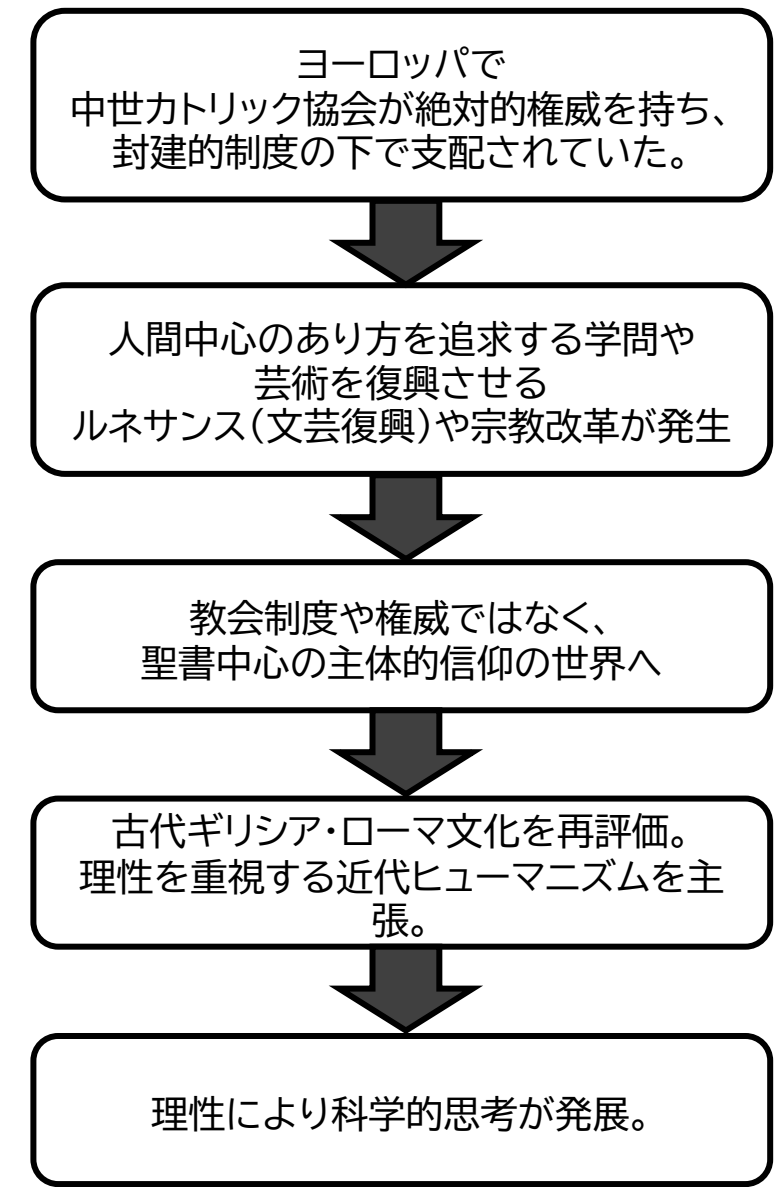 ヨーロッパで
中世カトリック協会が絶対的権威を持ち、
封建的制度の下で支配されていた。
人間中心のあり方を追求する学問や
芸術を復興させる
ルネサンス(文芸復興)や宗教改革が発生
教会制度や権威ではなく、
聖書中心の主体的信仰の世界へ
古代ギリシア・ローマ文化を再評価。
理性を重視する近代ヒューマニズムを主
張。
理性により科学的思考が発展。